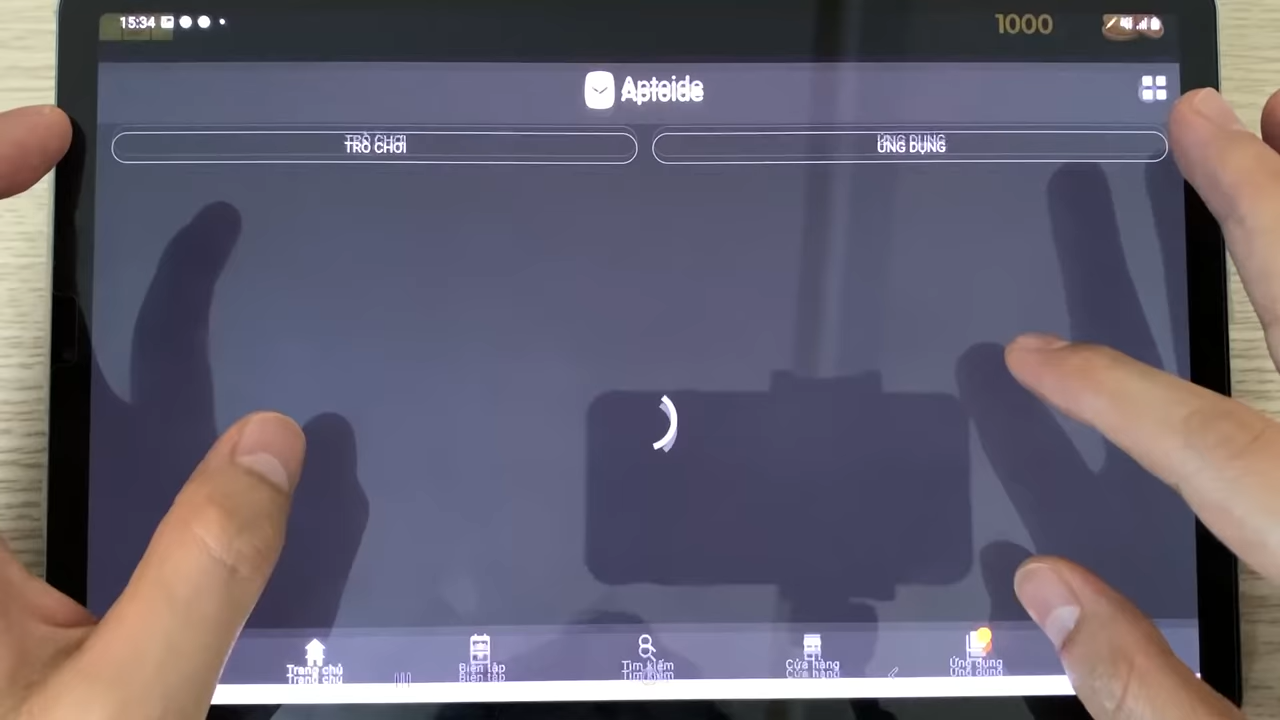 15:34
1000
Aptoide
TRÒ CHƠI
ỨNG DỤNG
Trang chủ
Biên tập
Tìm kiếm
Cửa hàng
Ứng dụng